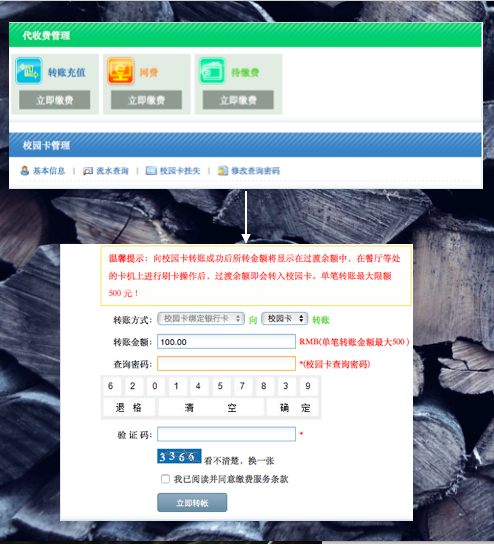 代收费管理
转账充值 网费 待缴费
立即缴费 立即缴费 立即缴费
校园卡管理
基本信息 | 流水查询 | 校园卡挂失 | 修改查询密码
温馨提示：向校园卡转账成功后所转金额将显示在过渡余额中，在餐厅等处
的卡机上进行刷卡操作后，过渡余额即会转入校园卡。单笔转账最大限额
500 元！
转账方式： 校园卡绑定银行卡 向 校园卡 转账
转账金额： 100.00 RMB(单笔转账金额最大500 )
查询密码： *(校园卡查询密码)
6 2 0 1 4 5 7 8 3 9
退 格 清 空 确 定
验 证 码： *
3366 看不清楚，换一张
我已阅读并同意缴费服务条款
立即转帐